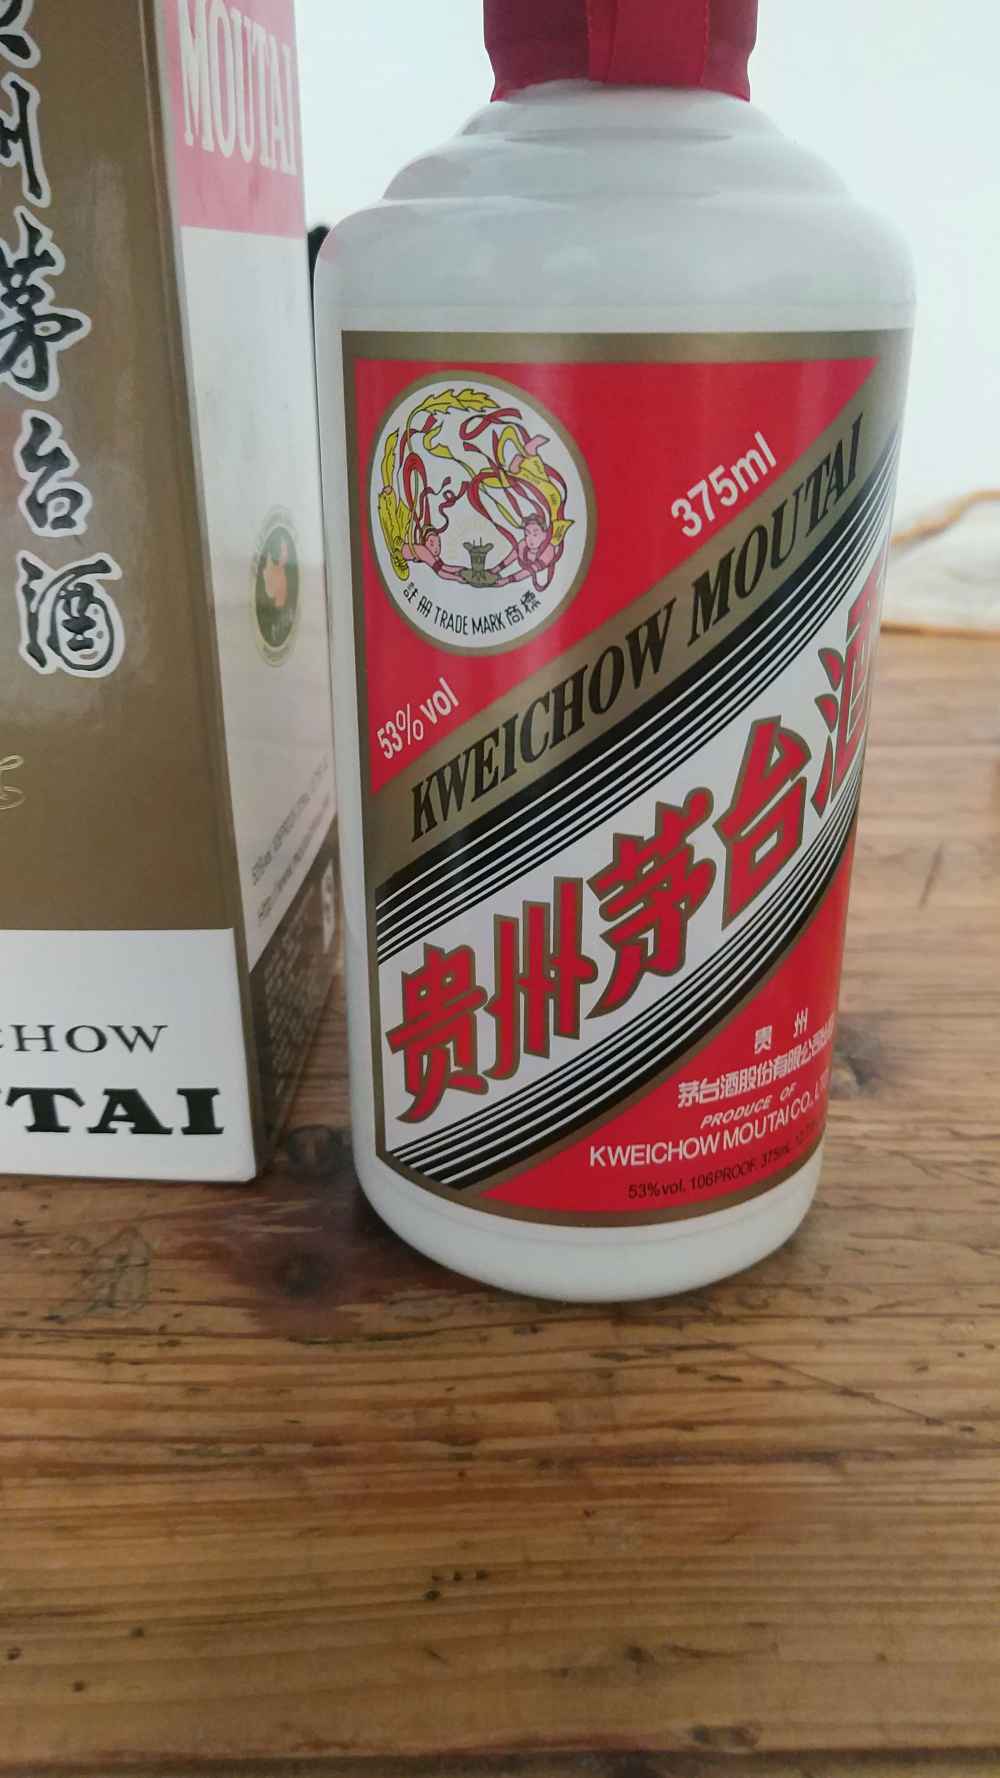 MOUTAI
州茅台酒
CHOW
TAI
註册 TRADE MARK 商標
375ml
53% vol
KWEICHOW MOUTAI
贵州茅台酒
贵 州
茅台酒股份有限公司
PRODUCE OF
KWEICHOW MOUTAI CO., LTD
53%vol. 106PROOF. 375mL.